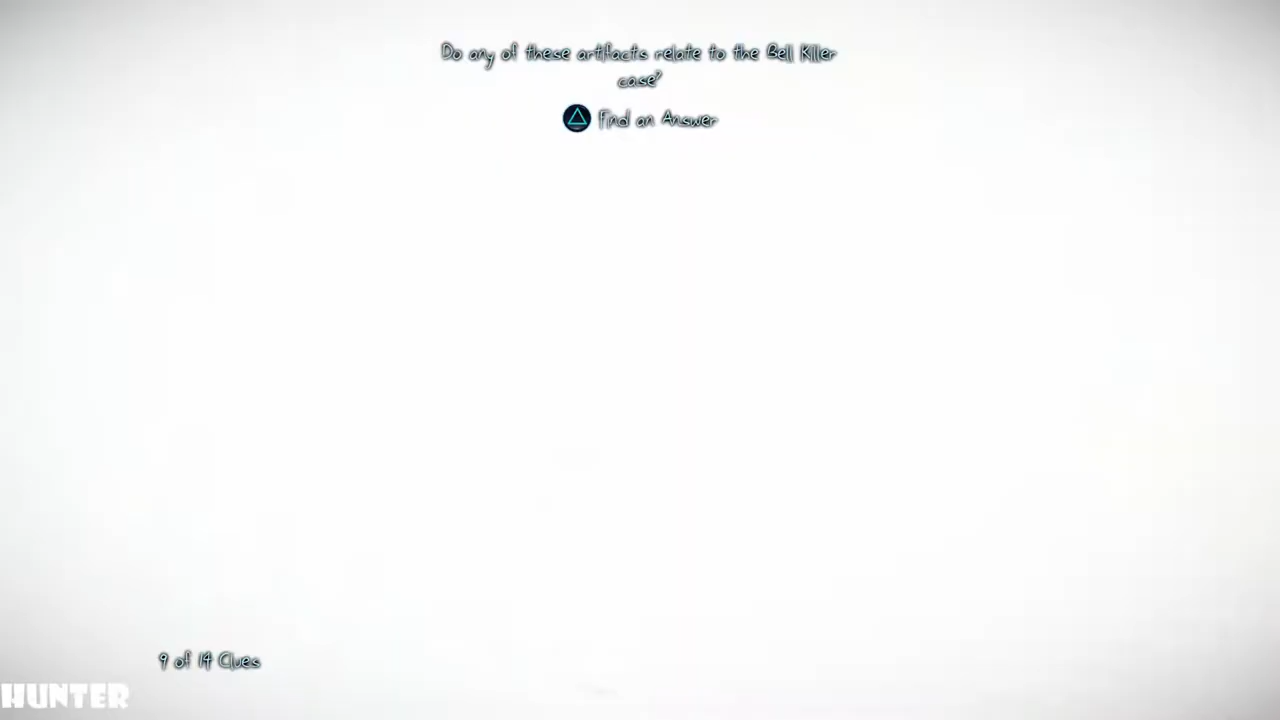 Do any of these artifacts relate to the Bell Killer
case?
Find an Answer
9 of 14 Clues
HUNTER